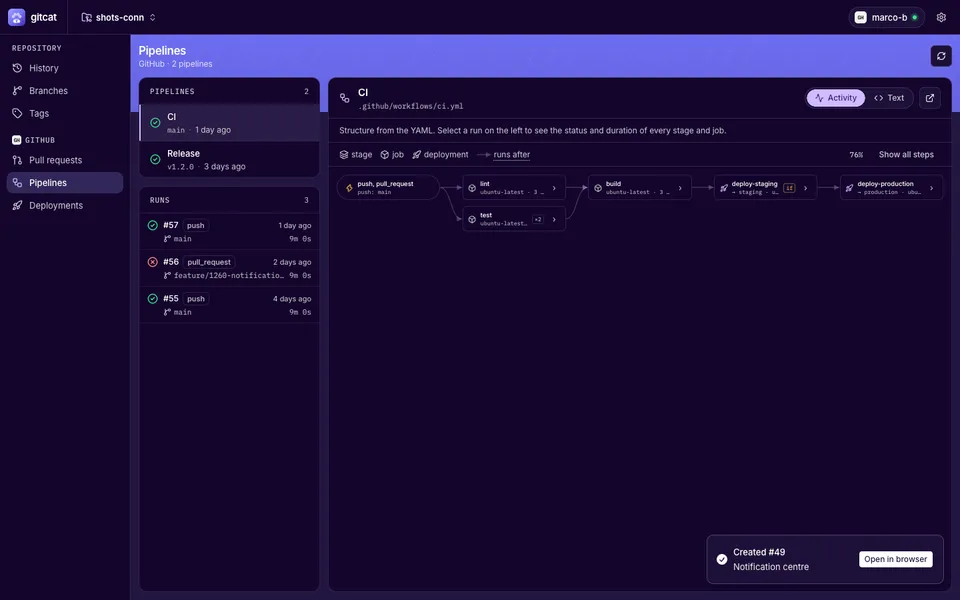 gitcat
shots-conn
marco-b
REPOSITORY
History
Branches
Tags
GITHUB
Pull requests
Pipelines
Deployments
Pipelines
GitHub · 2 pipelines
PIPELINES 2
CI
main · 1 day ago
Release
v1.2.0 · 3 days ago
RUNS 3
#57 push 1 day ago
main 9m 0s
#56 pull_request 2 days ago
feature/1260-notificatio… 9m 0s
#55 push 4 days ago
main 9m 0s
CI
.github/workflows/ci.yml
Activity
Text
Structure from the YAML. Select a run on the left to see the status and duration of every stage and job.
stage job deployment runs after
76% Show all steps
push, pull_request
push: main
lint
ubuntu-latest · 3 …
test
ubuntu-latest… ×2
build
ubuntu-latest · 3 …
deploy-staging
→ staging · u… if
deploy-production
→ production · ubu…
Created #49
Notification centre
Open in browser